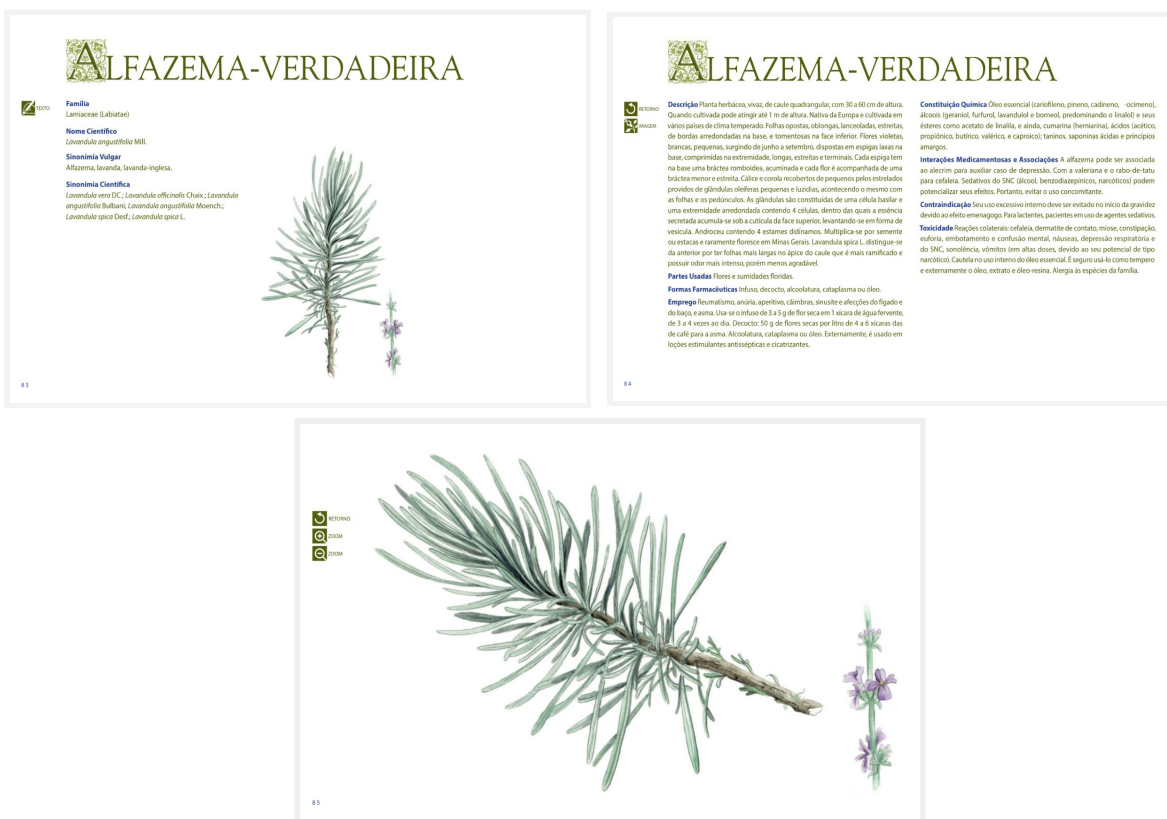 ALFAZEMA-VERDADEIRA
TEXTO
Família
Lamiaceae (Labiatae)
Nome Científico
Lavandula angustifolia Mill.
Sinonímia Vulgar
Alfazema, lavanda, lavanda-inglesa.
Sinonímia Científica
Lavandula vera DC.; Lavandula officinalis Chaix.; Lavandula
angustifolia Bulbani; Lavandula angustifolia Moench.;
Lavandula spica Desf.; Lavandula spica L.
83
ALFAZEMA-VERDADEIRA
RETORNO
IMAGEM
Descrição Planta herbácea, vivaz, de caule quadrangular, com 30 a 60 cm de altura.
Quando cultivada pode atingir até 1 m de altura. Nativa da Europa e cultivada em
vários países de clima temperado. Folhas opostas, oblongas, lanceoladas, estreitas,
de bordas arredondadas na base, e tomentosas na face inferior. Flores violetas,
brancas, pequenas, surgindo de junho a setembro, dispostas em espigas laxas na
base, comprimidas na extremidade, longas, estreitas e terminais. Cada espiga tem
na base uma bráctea romboidea, acuminada e cada flor é acompanhada de uma
bráctea menor e estreita. Cálice e corola recobertos de pequenos pelos estrelados
providos de glândulas oleíferas pequenas e luzidias, acontecendo o mesmo com
as folhas e os pedúnculos. As glândulas são constituídas de uma célula basilar e
uma extremidade arredondada contendo 4 células, dentro das quais a essência
secretada acumula-se sob a cutícula da face superior, levantando-se em forma de
vesícula. Androceu contendo 4 estames didínamos. Multiplica-se por semente
ou estacas e raramente floresce em Minas Gerais. Lavandula spica L. distingue-se
da anterior por ter folhas mais largas no ápice do caule que é mais ramificado e
possuir odor mais intenso, porém menos agradável.
Partes Usadas Flores e sumidades floridas.
Formas Farmacêuticas Infuso, decocto, alcoolatura, cataplasma ou óleo.
Emprego Reumatismo, anúria, aperitivo, câimbras, sinusite e afecções do fígado e
do baço, e asma. Usa-se o infuso de 3 a 5 g de flor seca em 1 xícara de água fervente,
de 3 a 4 vezes ao dia. Decocto: 50 g de flores secas por litro de 4 a 6 xícaras das
de café para a asma. Alcoolatura, cataplasma ou óleo. Externamente, é usado em
loções estimulantes antissépticas e cicatrizantes.
Constituição Química Óleo essencial (cariofileno, pineno, cadineno, -ocimeno),
álcoois (geraniol, furfurol, lavandulol e borneol, predominando o linalol) e seus
ésteres como acetato de linalila, e ainda, cumarina (herniarina), ácidos (acético,
propiônico, butírico, valérico, e caproico); taninos, saponinas ácidas e princípios
amargos.
Interações Medicamentosas e Associações A alfazema pode ser associada
ao alecrim para auxiliar caso de depressão. Com a valeriana e o rabo-de-tatu
para cefaleia. Sedativos do SNC (álcool, benzodiazepínicos, narcóticos) podem
potencializar seus efeitos. Portanto, evitar o uso concomitante.
Contraindicação Seu uso excessivo interno deve ser evitado no início da gravidez
devido ao efeito emenagogo. Para lactentes, pacientes em uso de agentes sedativos.
Toxicidade Reações colaterais: cefaleia, dermatite de contato, miose, constipação,
euforia, embotamento e confusão mental, náuseas, depressão respiratória e
do SNC, sonolência, vômitos (em altas doses, devido ao seu potencial de tipo
narcótico). Cautela no uso interno do óleo essencial. É seguro usá-lo como tempero
e externamente o óleo, extrato e óleo-resina. Alergia às espécies da família.
84
RETORNO
ZOOM
ZOOM
85